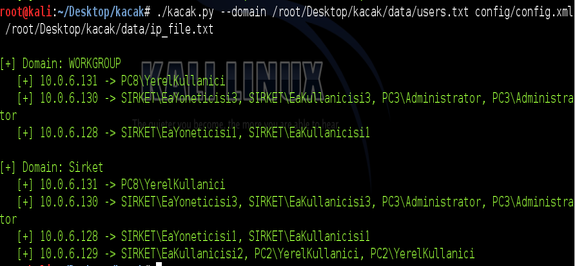 root@kali:~/Desktop/kacak# ./kacak.py --domain /root/Desktop/kacak/data/users.txt config/config.xml
/root/Desktop/kacak/data/ip_file.txt
[+] Domain: WORKGROUP
[+] 10.0.6.131 -> PC8\YerelKullanici
[+] 10.0.6.130 -> SIRKET\EaYoneticisi3, SIRKET\EaKullanicisi3, PC3\Administrator, PC3\Administra
tor
[+] 10.0.6.128 -> SIRKET\EaYoneticisi1, SIRKET\EaKullanicisi1
[+] Domain: Sirket
[+] 10.0.6.131 -> PC8\YerelKullanici
[+] 10.0.6.130 -> SIRKET\EaYoneticisi3, SIRKET\EaKullanicisi3, PC3\Administrator, PC3\Administra
tor
[+] 10.0.6.128 -> SIRKET\EaYoneticisi1, SIRKET\EaKullanicisi1
[+] 10.0.6.129 -> SIRKET\EaKullanicisi2, PC2\YerelKullanici, PC2\YerelKullanici
KALI LINUX
The quieter you become, the more you are able to hear